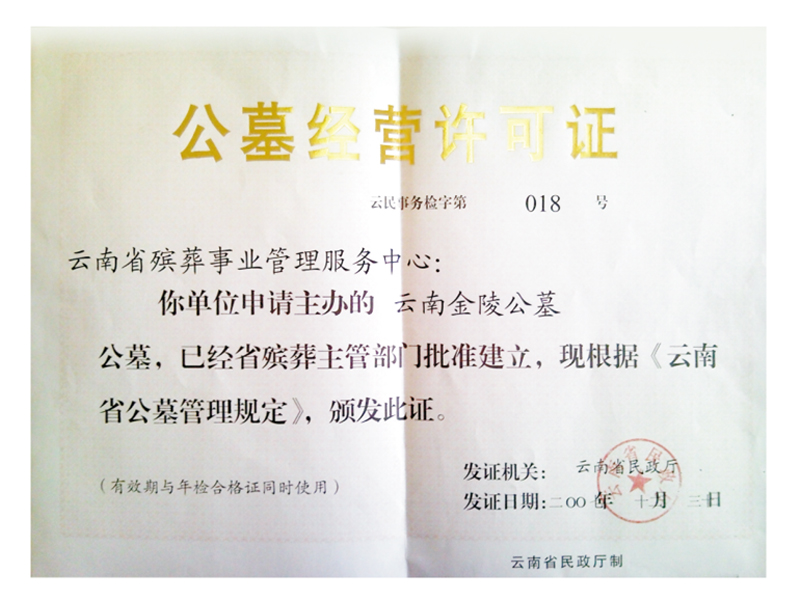 公墓经营许可证
云民事务检字第 018 号
云南省殡葬事业管理服务中心:
你单位申请主办的 云南金陵公墓
公墓，已经省殡葬主管部门批准建立，现根据《云南
省公墓管理规定》，颁发此证。
(有效期与年检合格证同时使用)
发证机关: 云南省民政厅
发证日期:二00七年 十月 三十日
云南省民政厅制